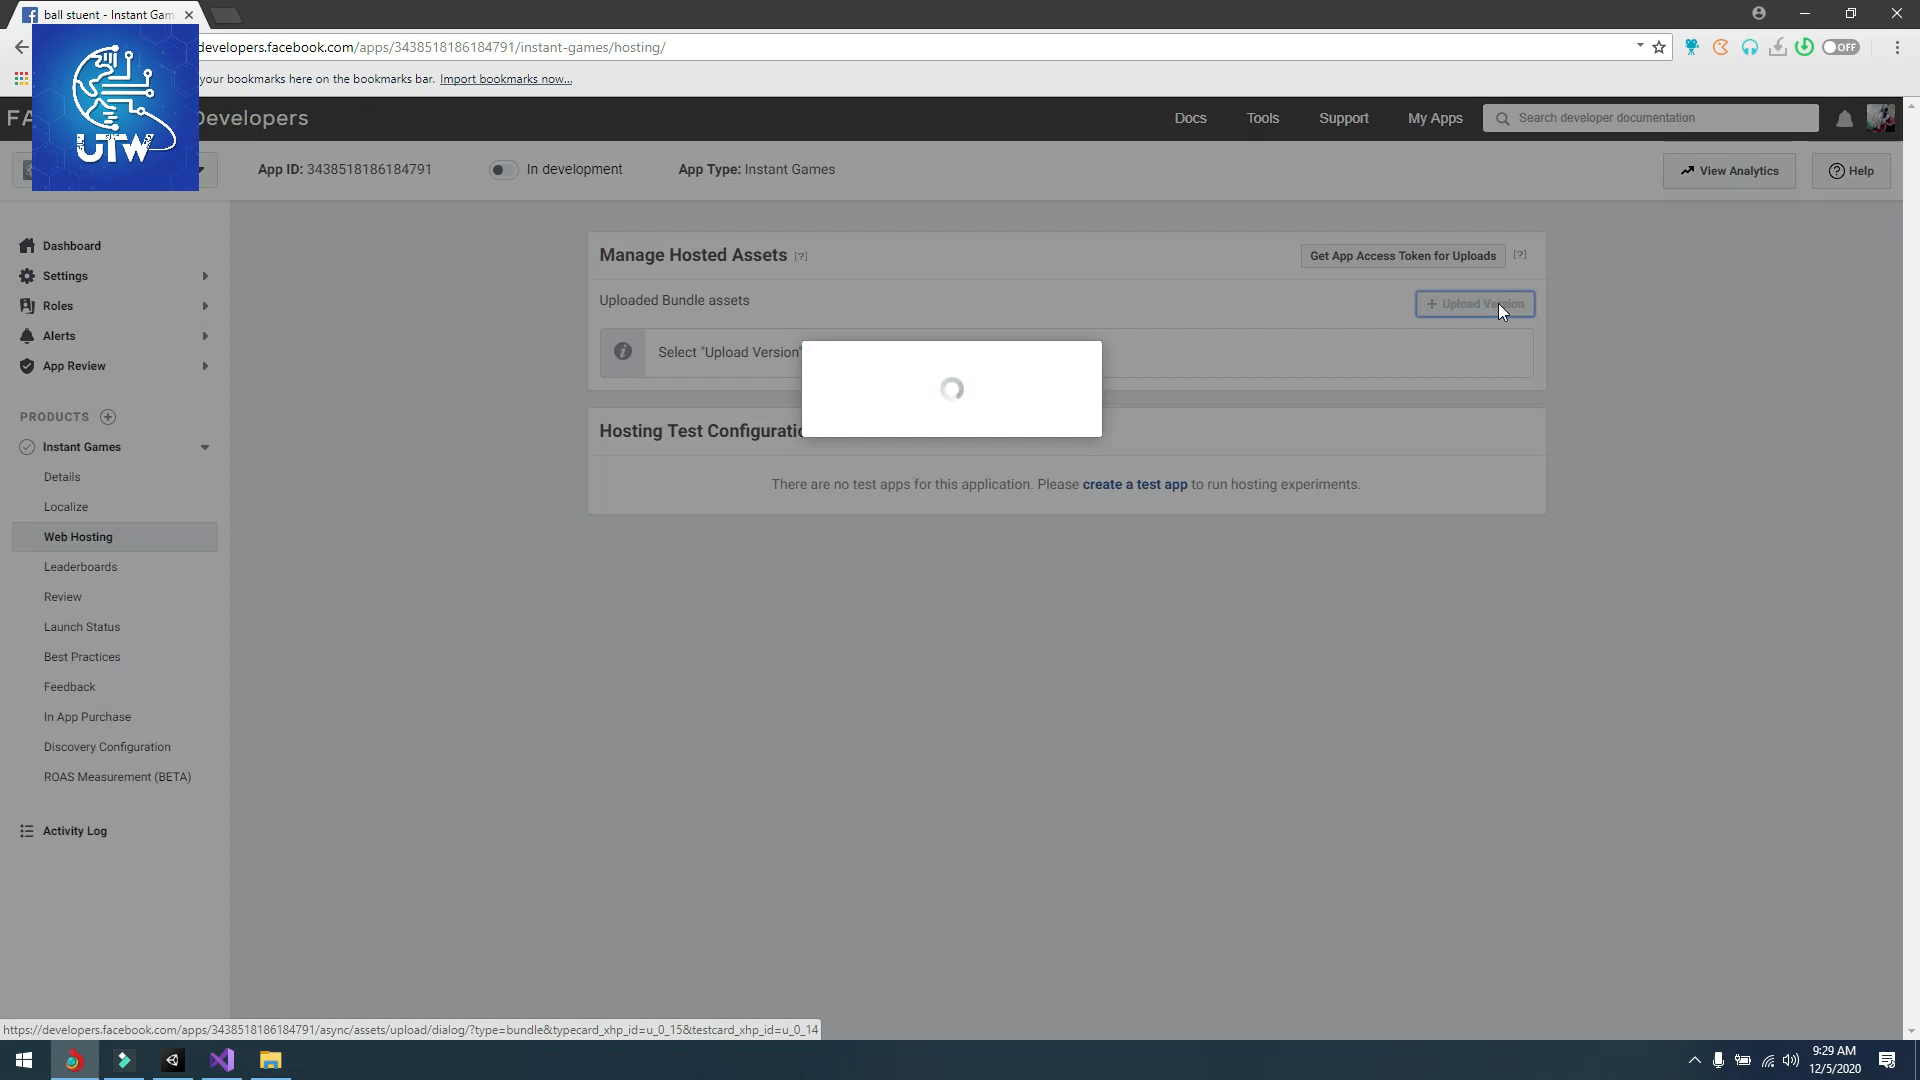 ball stuent - Instant Gam
developers.facebook.com/apps/3438518186184791/instant-games/hosting/
OFF
your bookmarks here on the bookmarks bar. Import bookmarks now...
UTW
FA Developers
Docs
Tools
Support
My Apps
Search developer documentation
App ID: 3438518186184791
In development
App Type: Instant Games
View Analytics
Help
Dashboard
Settings
Roles
Alerts
App Review
PRODUCTS
Instant Games
Details
Localize
Web Hosting
Leaderboards
Review
Launch Status
Best Practices
Feedback
In App Purchase
Discovery Configuration
ROAS Measurement (BETA)
Activity Log
Manage Hosted Assets [?]
Get App Access Token for Uploads [?]
Uploaded Bundle assets
+ Upload Version
Select "Upload Version"
Hosting Test Configuratio
There are no test apps for this application. Please create a test app to run hosting experiments.
https://developers.facebook.com/apps/3438518186184791/async/assets/upload/dialog/?type=bundle&typecard_xhp_id=u_0_15&testcard_xhp_id=u_0_14
9:29 AM
12/5/2020